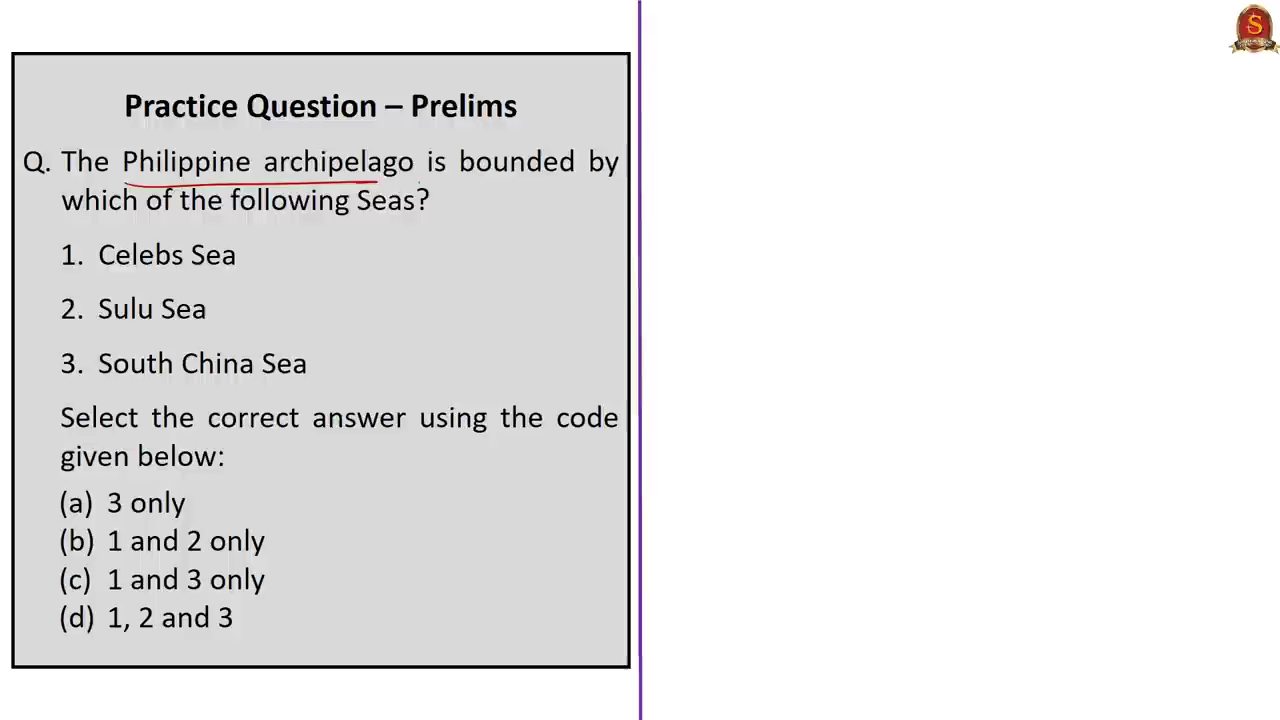 Practice Question – Prelims
Q. The Philippine archipelago is bounded by
which of the following Seas?
1. Celebs Sea
2. Sulu Sea
3. South China Sea
Select the correct answer using the code
given below:
(a) 3 only
(b) 1 and 2 only
(c) 1 and 3 only
(d) 1, 2 and 3
S